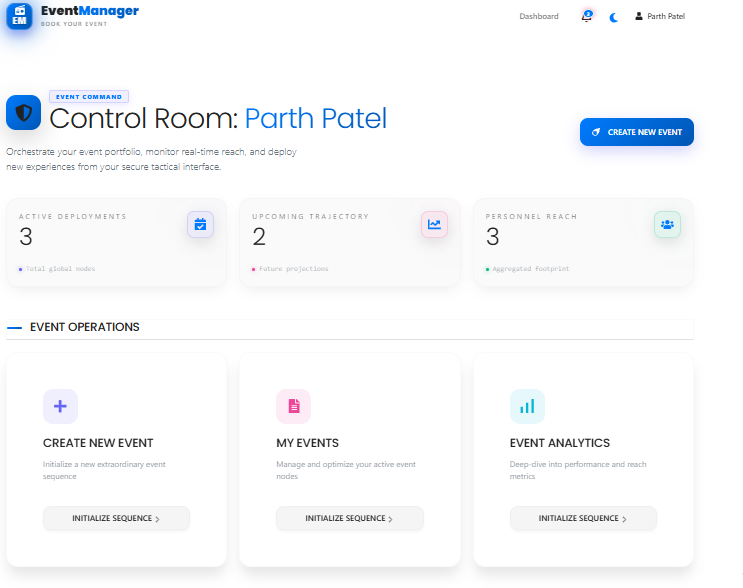 EM
EventManager
BOOK YOUR EVENT
Dashboard
2
Parth Patel
EVENT COMMAND
Control Room: Parth Patel
CREATE NEW EVENT
Orchestrate your event portfolio, monitor real-time reach, and deploy
new experiences from your secure tactical interface.
ACTIVE DEPLOYMENTS
3
Total global nodes
UPCOMING TRAJECTORY
2
Future projections
PERSONNEL REACH
3
Aggregated footprint
EVENT OPERATIONS
CREATE NEW EVENT
Initialize a new extraordinary event
sequence
INITIALIZE SEQUENCE
MY EVENTS
Manage and optimize your active event
nodes
INITIALIZE SEQUENCE
EVENT ANALYTICS
Deep-dive into performance and reach
metrics
INITIALIZE SEQUENCE